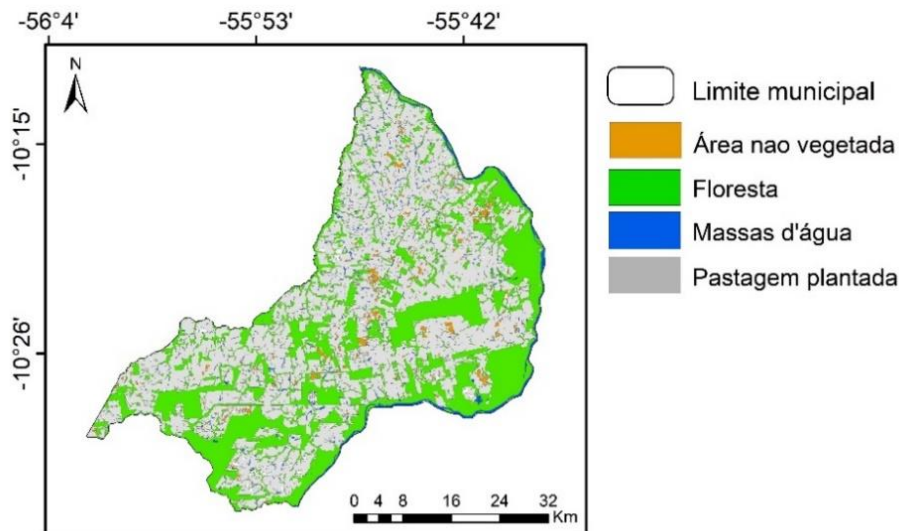 -56°4' -55°53' -55°42'
N
-10°15'
-10°26'
Limite municipal
Área nao vegetada
Floresta
Massas d'água
Pastagem plantada
0 4 8 16 24 32
Km